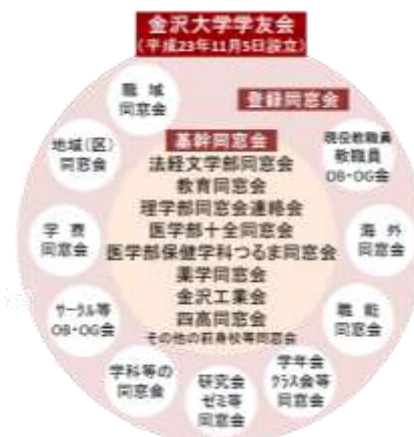 金沢大学学友会
(平成23年11月5日設立)
職域
同窓会
登録同窓会
地域(区)
同窓会
基幹同窓会
現役教職員
教職員
OB・OG会
法経文学部同窓会
教育同窓会
理学部同窓会連絡会
医学部十全同窓会
医学部保健学科つるま同窓会
薬学同窓会
金沢工業会
四高同窓会
その他の前身校等同窓会
学寮
同窓会
海外
同窓会
サークル等
OB・OG会
職能
同窓会
学科等の
同窓会
研究会
ゼミ等
同窓会
学年会
クラス会等
同窓会